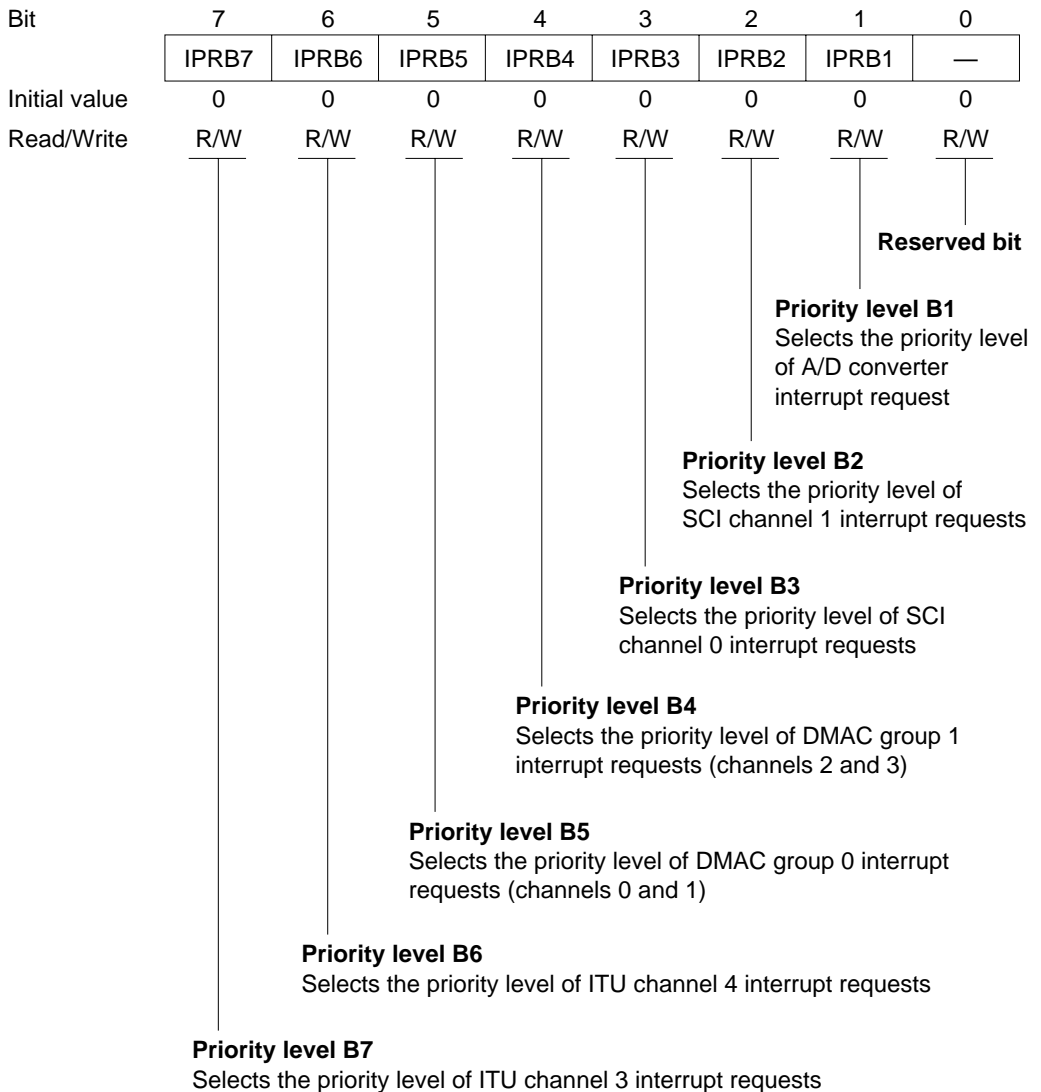 Bit 7 6 5 4 3 2 1 0
IPRB7 IPRB6 IPRB5 IPRB4 IPRB3 IPRB2 IPRB1 —
Initial value 0 0 0 0 0 0 0 0
Read/Write R/W R/W R/W R/W R/W R/W R/W R/W
Reserved bit
Priority level B1
Selects the priority level
of A/D converter
interrupt request
Priority level B2
Selects the priority level of
SCI channel 1 interrupt requests
Priority level B3
Selects the priority level of SCI
channel 0 interrupt requests
Priority level B4
Selects the priority level of DMAC group 1
interrupt requests (channels 2 and 3)
Priority level B5
Selects the priority level of DMAC group 0 interrupt
requests (channels 0 and 1)
Priority level B6
Selects the priority level of ITU channel 4 interrupt requests
Priority level B7
Selects the priority level of ITU channel 3 interrupt requests